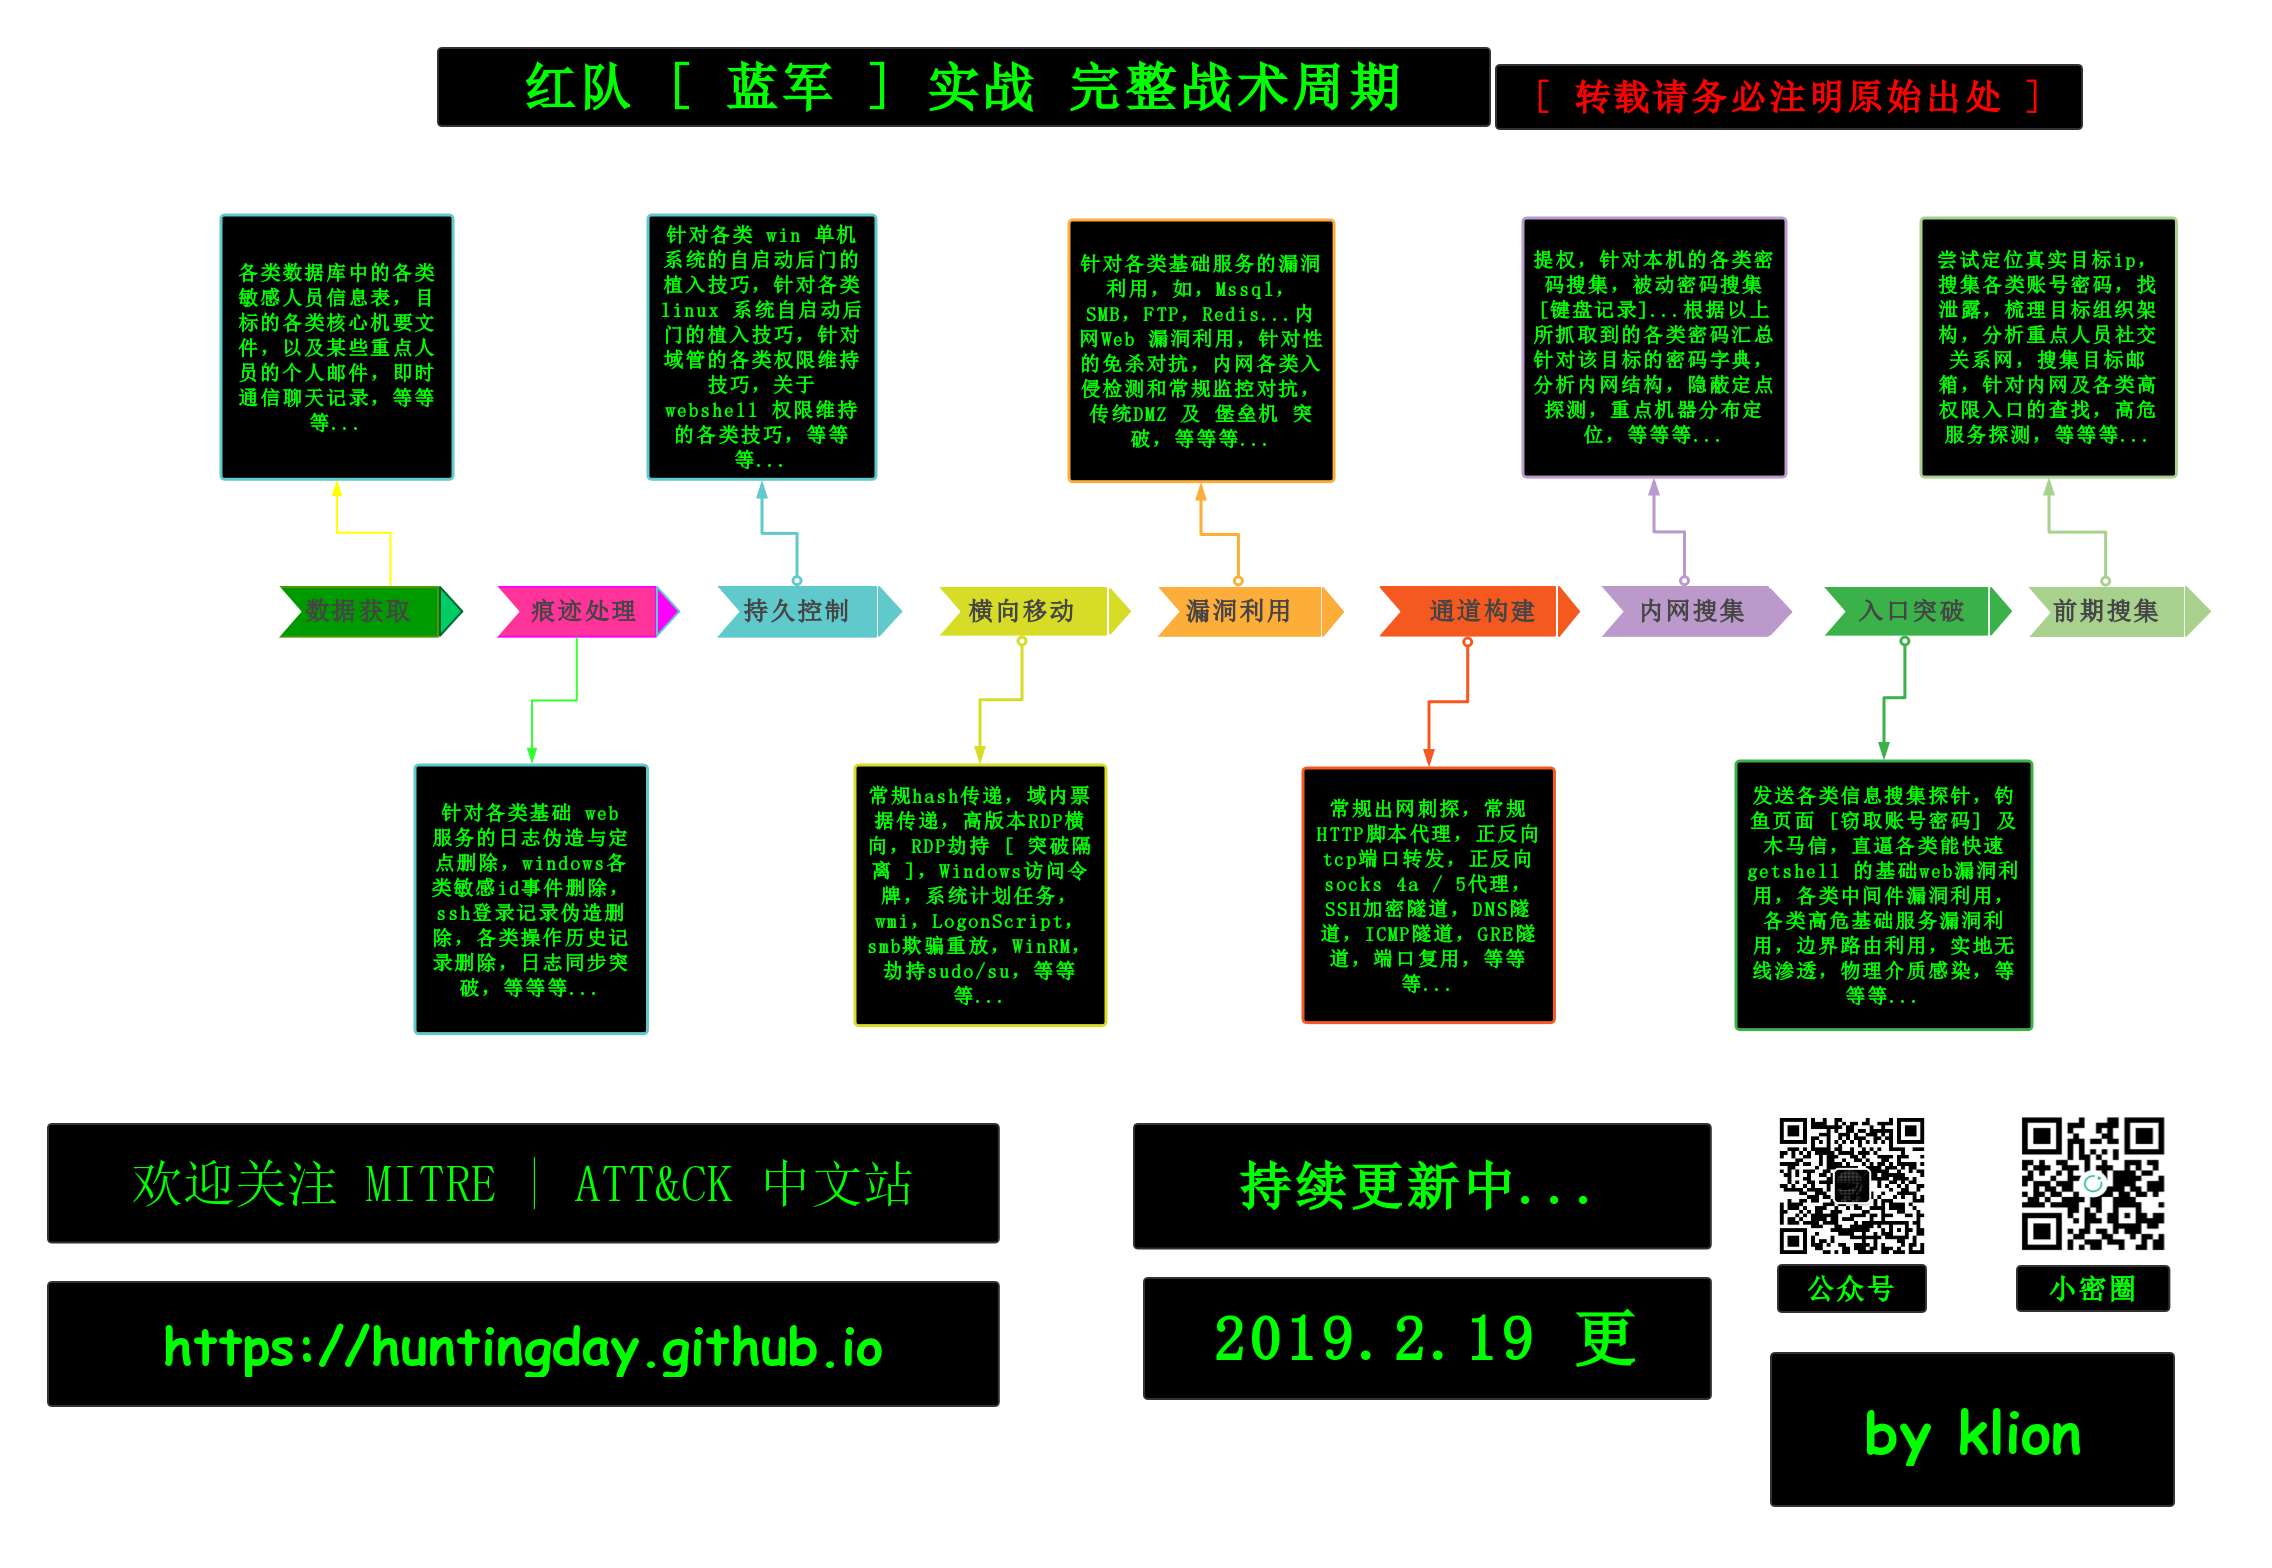 红队 [ 蓝军 ] 实战 完整战术周期
[ 转载请务必注明原始出处 ]
各类数据库中的各类
敏感人员信息表，目
标的各类核心机要文
件，以及某些重点人
员的个人邮件，即时
通信聊天记录，等等
等...
针对各类 win 单机
系统的自启动后门的
植入技巧，针对各类
linux 系统自启动后
门的植入技巧，针对
域管的各类权限维持
技巧，关于
webshell 权限维持
的各类技巧，等等
等...
针对各类基础服务的漏洞
利用，如，Mssql，
SMB，FTP，Redis...内
网Web 漏洞利用，针对性
的免杀对抗，内网各类入
侵检测和常规监控对抗，
传统DMZ 及 堡垒机 突
破，等等等...
提权，针对本机的各类密
码搜集，被动密码搜集
[键盘记录]...根据以上
所抓取到的各类密码汇总
针对该目标的密码字典，
分析内网结构，隐蔽定点
探测，重点机器分布定
位，等等等...
尝试定位真实目标ip，
搜集各类账号密码，找
泄露，梳理目标组织架
构，分析重点人员社交
关系网，搜集目标邮
箱，针对内网及各类高
权限入口的查找，高危
服务探测，等等等...
数据获取
痕迹处理
持久控制
横向移动
漏洞利用
通道构建
内网搜集
入口突破
前期搜集
针对各类基础 web
服务的日志伪造与定
点删除，windows各
类敏感id事件删除，
ssh登录记录伪造删
除，各类操作历史记
录删除，日志同步突
破，等等等...
常规hash传递，域内票
据传递，高版本RDP横
向，RDP劫持 [ 突破隔
离 ]，Windows访问令
牌，系统计划任务，
wmi，LogonScript，
smb欺骗重放，WinRM，
劫持sudo/su，等等
等...
常规出网刺探，常规
HTTP脚本代理，正反向
tcp端口转发，正反向
socks 4a / 5代理，
SSH加密隧道，DNS隧
道，ICMP隧道，GRE隧
道，端口复用，等等
等...
发送各类信息搜集探针，钓
鱼页面 [窃取账号密码] 及
木马信，直逼各类能快速
getshell 的基础web漏洞利
用，各类中间件漏洞利用，
各类高危基础服务漏洞利
用，边界路由利用，实地无
线渗透，物理介质感染，等
等等...
欢迎关注 MITRE | ATT&CK 中文站
持续更新中...
公众号
小密圈
https://huntingday.github.io
2019.2.19 更
by klion